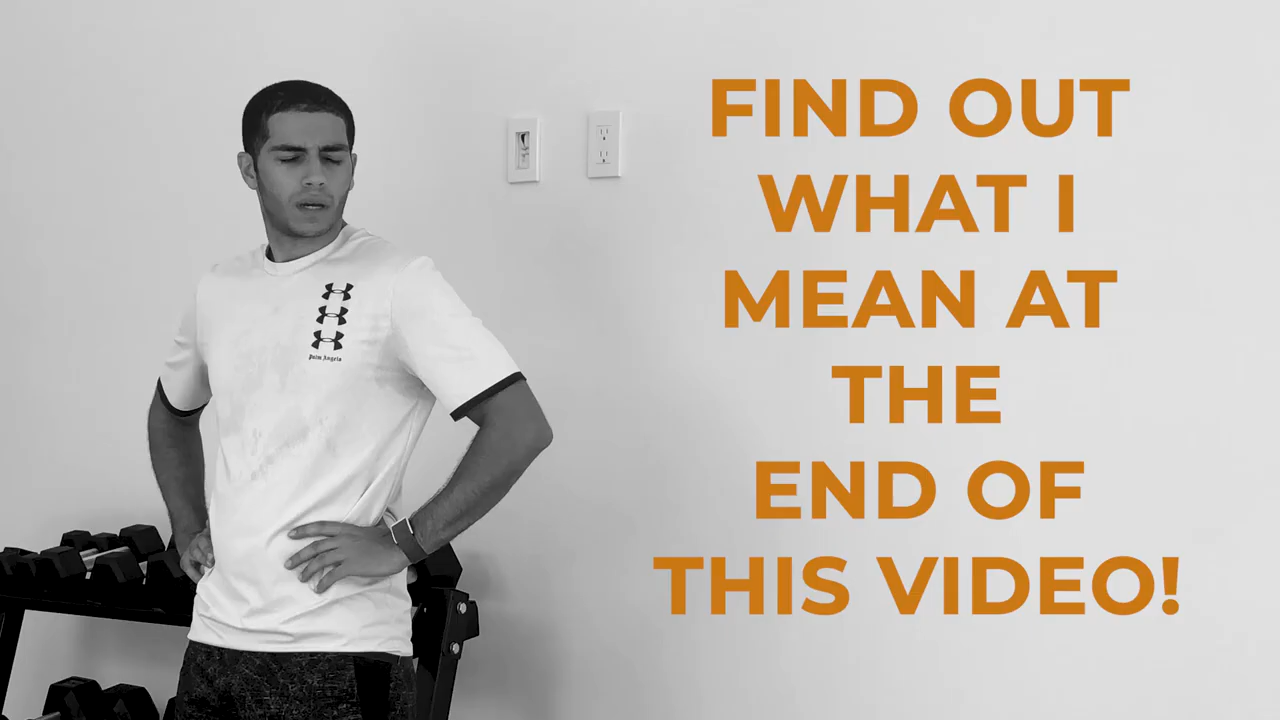 FIND OUT
WHAT I
MEAN AT
THE
END OF
THIS VIDEO!
Palm Angels